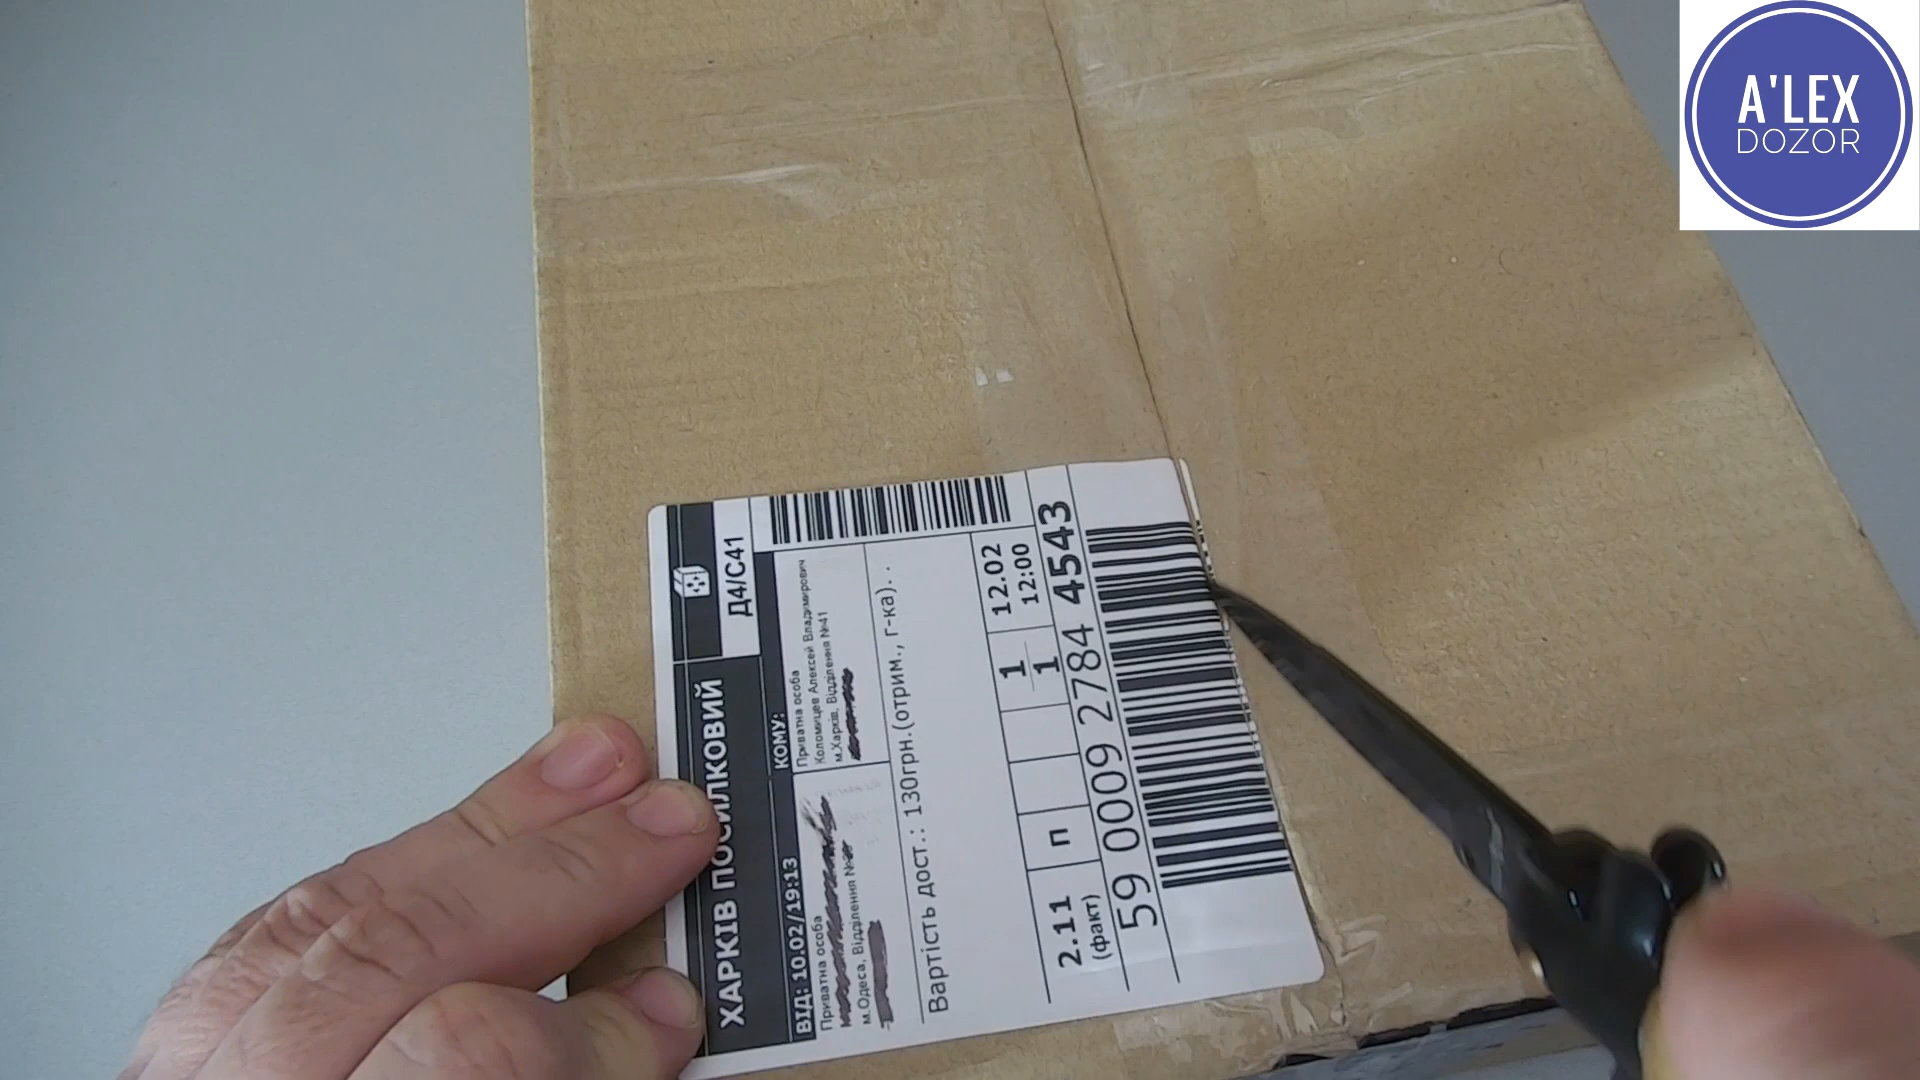 A'LEX
DOZOR
Д4/С41
ХАРКІВ ПОСИЛКОВИЙ
ВІД: 10.02/19:13
Приватна особа
м.Одеса, Відділення
КОМУ:
Приватна особа
Коломицев Алексей Владимирович
м.Харків, Відділення №41
Вартість дост.: 130грн.(отрим., г-ка). .
2.11
(факт)
П
1
1
12.02
12:00
59 0009 2784 4543